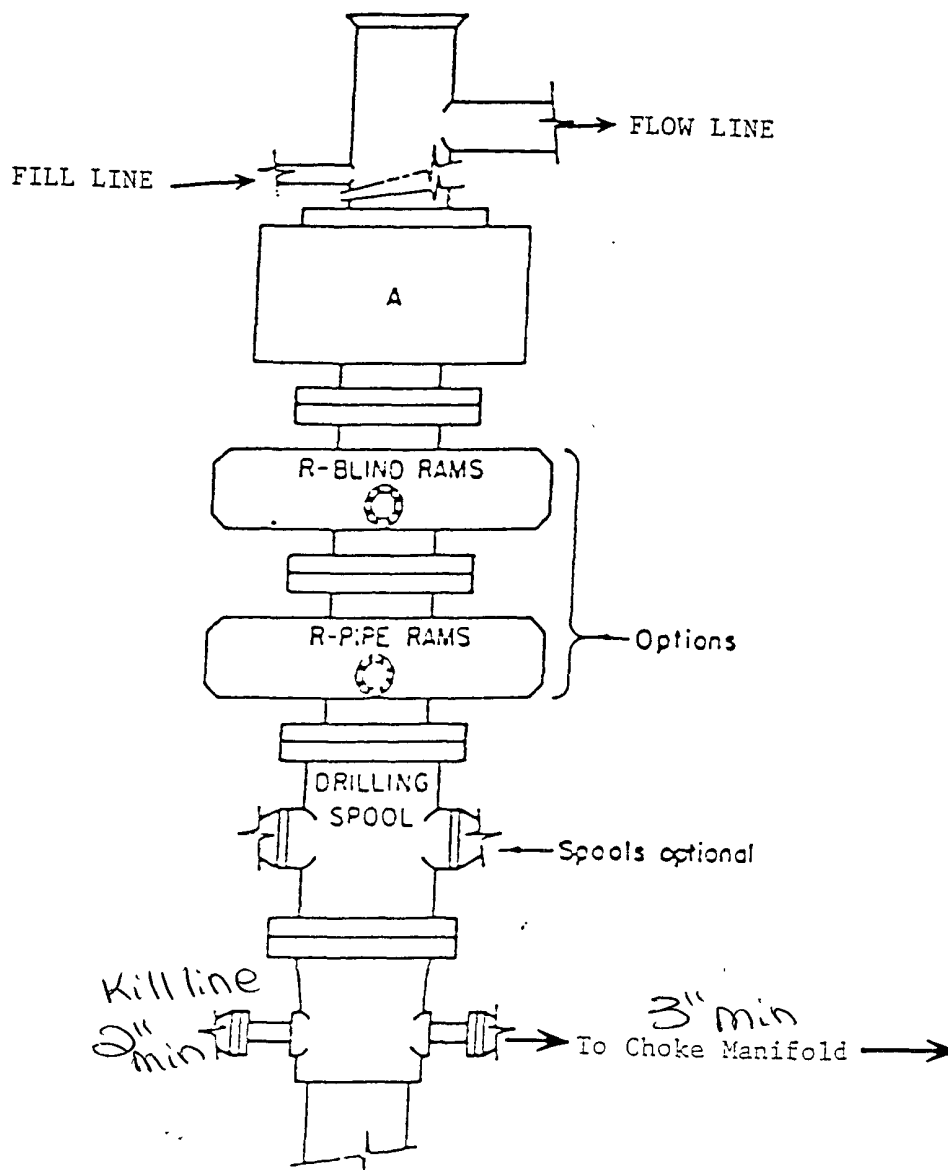 FLOW LINE
FILL LINE
A
R-BLIND RAMS
R-PIPE RAMS
Options
DRILLING
SPOOL
Spools optional
Kill line
2" min
3" min
To Choke Manifold